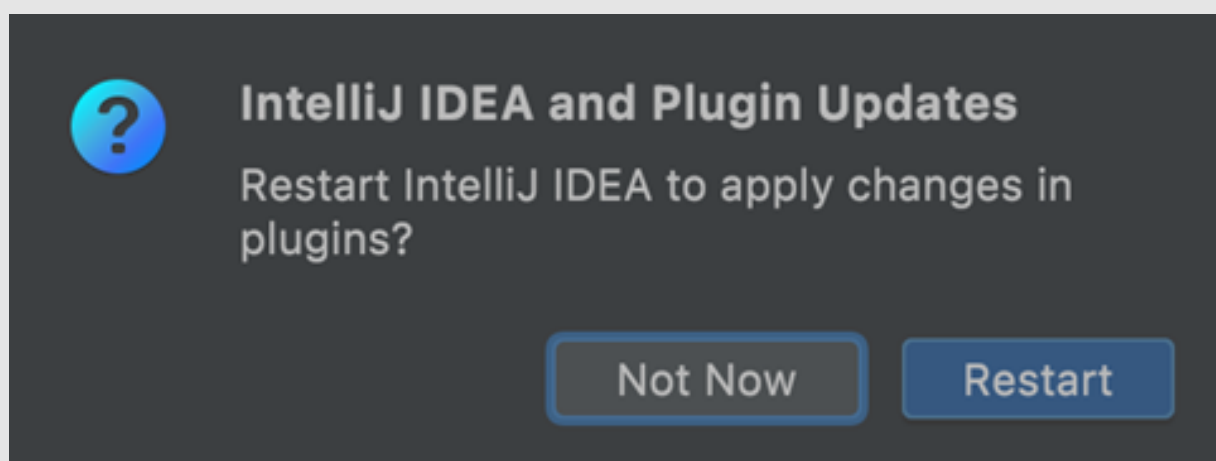 IntelliJ IDEA and Plugin Updates
Restart IntelliJ IDEA to apply changes in
plugins?
Not Now
Restart